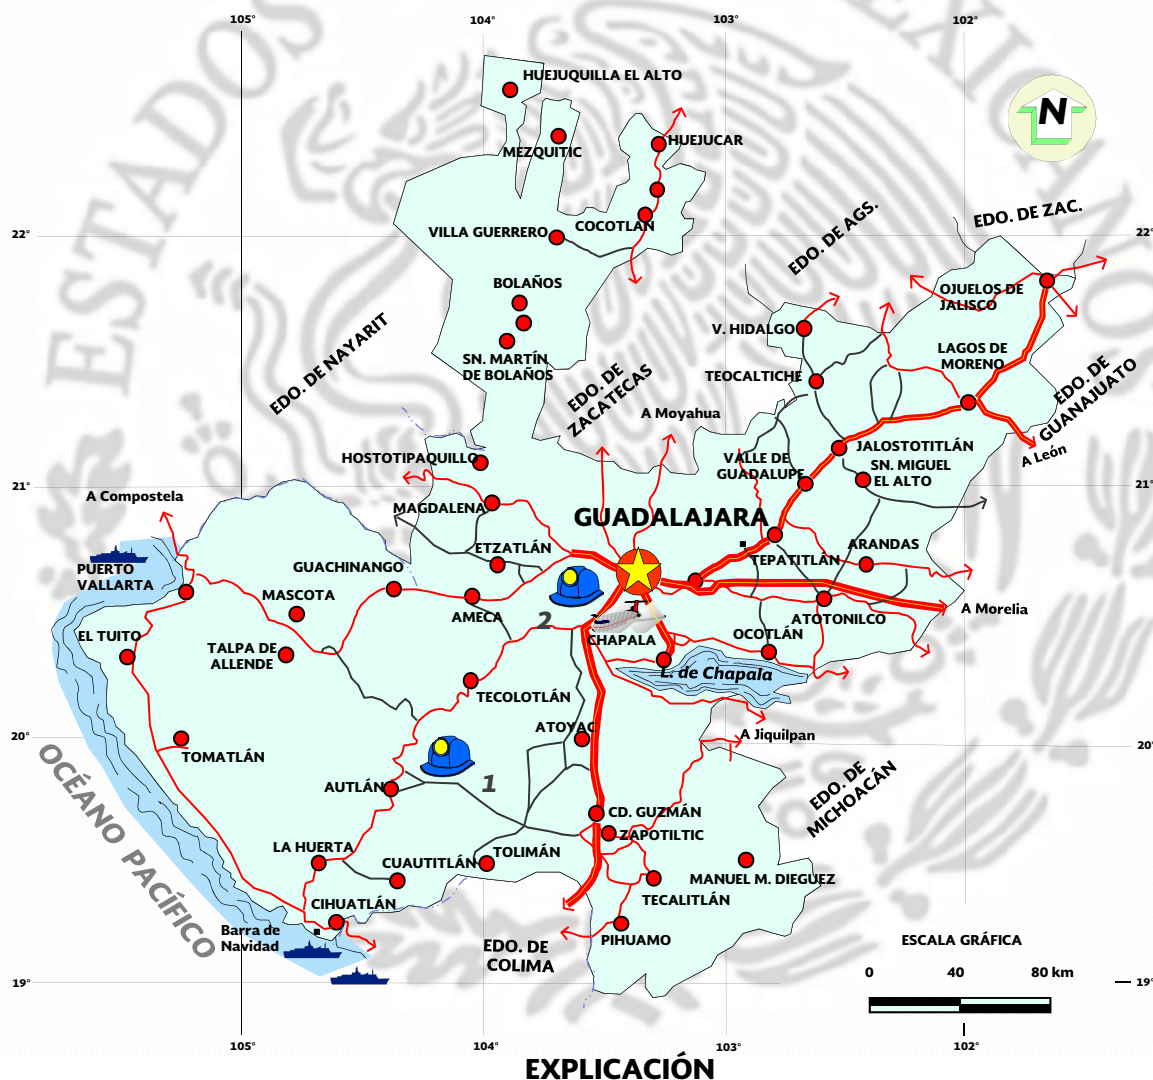 105°
104°
103°
102°
ESTADOS
MEXICANOS
HUEJUQUILLA EL ALTO
N
MEZQUITIC
HUEJUCAR
EDO. DE ZAC.
EDO. DE AGS.
22°
VILLA GUERRERO
COCOTLAN
22°
BOLAÑOS
OJUELOS DE
JALISCO
EDO. DE NAYARIT
V. HIDALGO
SN. MARTÍN
DE BOLAÑOS
LAGOS DE
MORENO
EDO. DE
ZACATECAS
TEOCALTICHE
EDO. DE
GUANAJUATO
A Moyahua
HOSTOTIPAQUILLO
VALLE DE
GUADALUPE
JALOSTOTITLÁN
SN. MIGUEL
EL ALTO
A León
21°
21°
A Compostela
MAGDALENA
GUADALAJARA
ETZATLÁN
TEPATITLÁN
ARANDAS
PUERTO
VALLARTA
GUACHINANGO
MASCOTA
AMECA
2
A Morelia
ATOTONILCO
EL TUITO
TALPA DE
ALLENDE
CHAPALA
OCOTLÁN
L. de Chapala
TECOLOTLÁN
ATOYAC
A Jiquilpan
20°
20°
TOMATLÁN
OCÉANO PACÍFICO
AUTLÁN
1
EDO. DE
MICHOACÁN
CD. GUZMÁN
ZAPOTILTIC
LA HUERTA
CUAUTITLÁN
TOLIMÁN
MANUEL M. DIEGUEZ
TECALITLÁN
CIHUATLÁN
Barra de
Navidad
PIHUAMO
EDO. DE
COLIMA
ESCALA GRÁFICA
0
40
80 km
19°
19°
105°
104°
103°
102°
EXPLICACIÓN